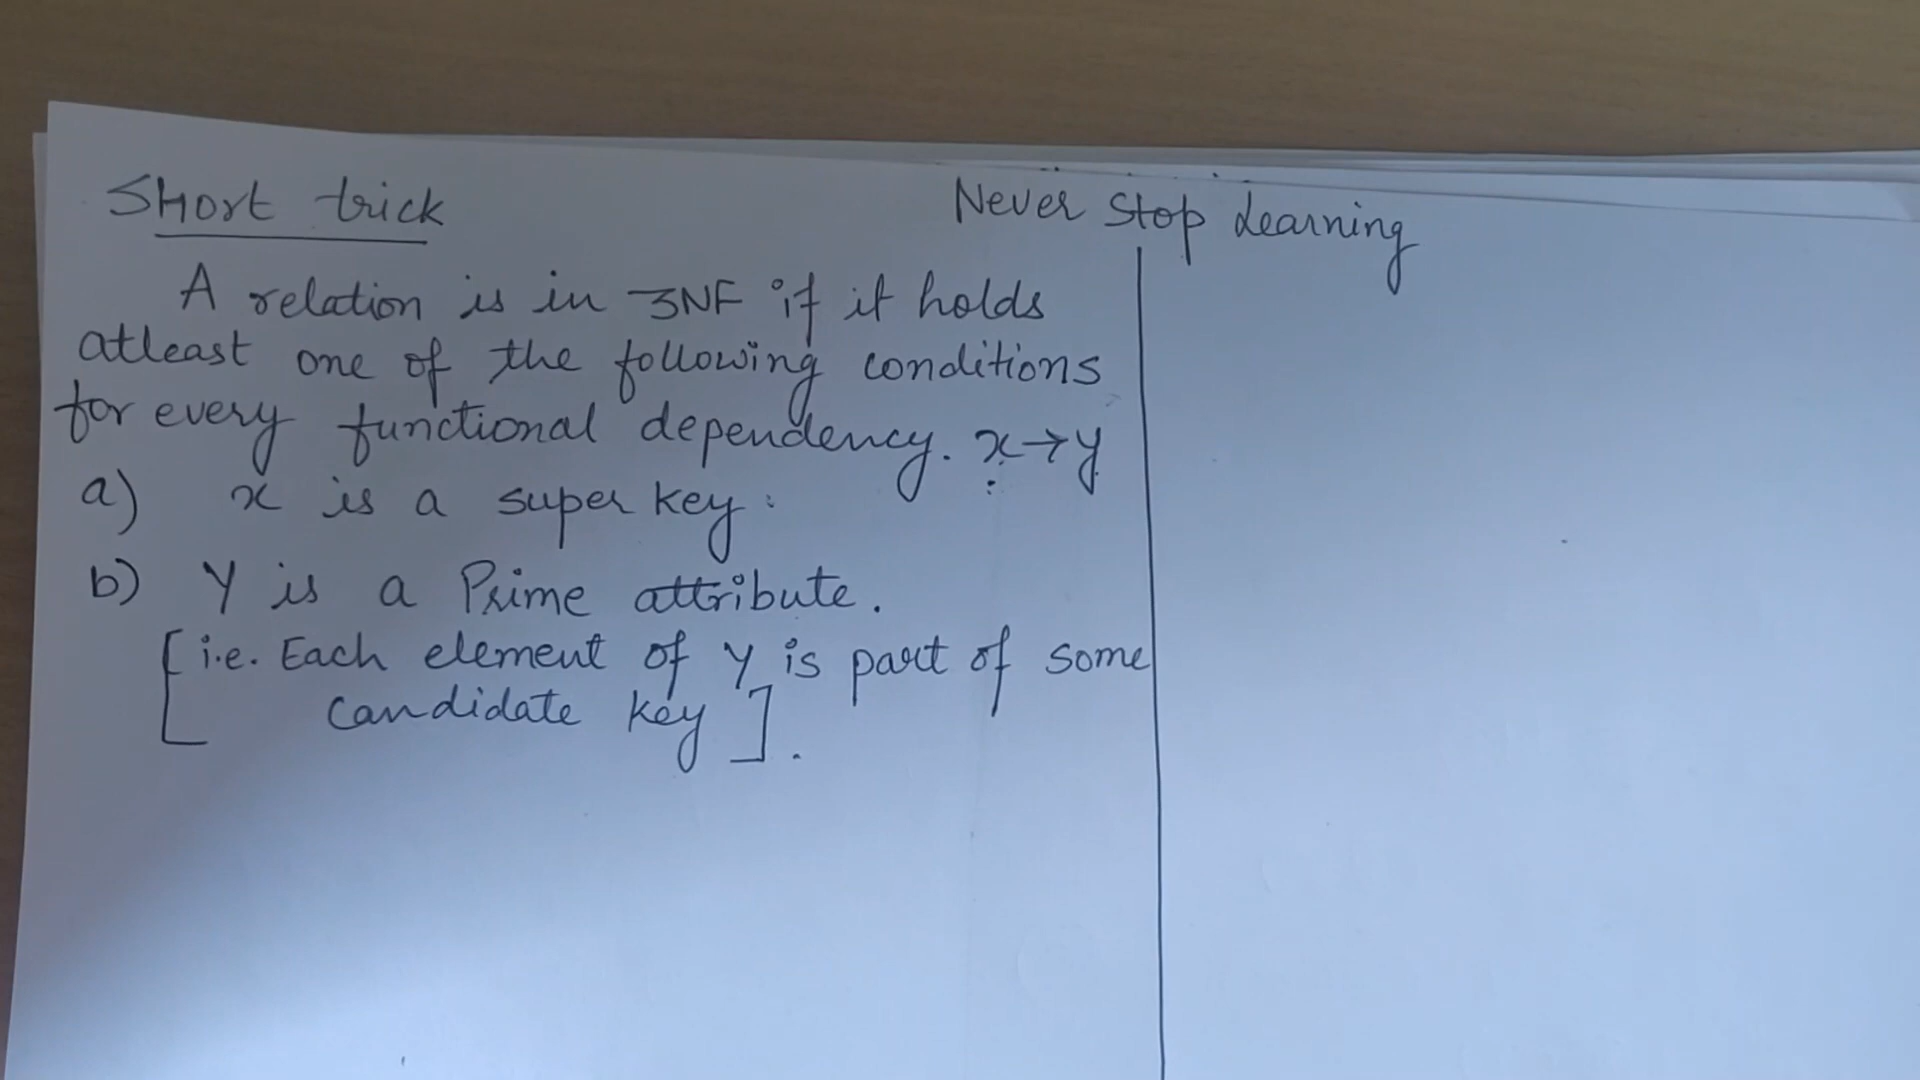 Short trick
Never Stop Learning
A relation is in 3NF if it holds
atleast one of the following conditions
for every functional dependency. x→y
a) x is a super key.
b) Y is a Prime attribute.
[i.e. Each element of Y is part of some
candidate key].